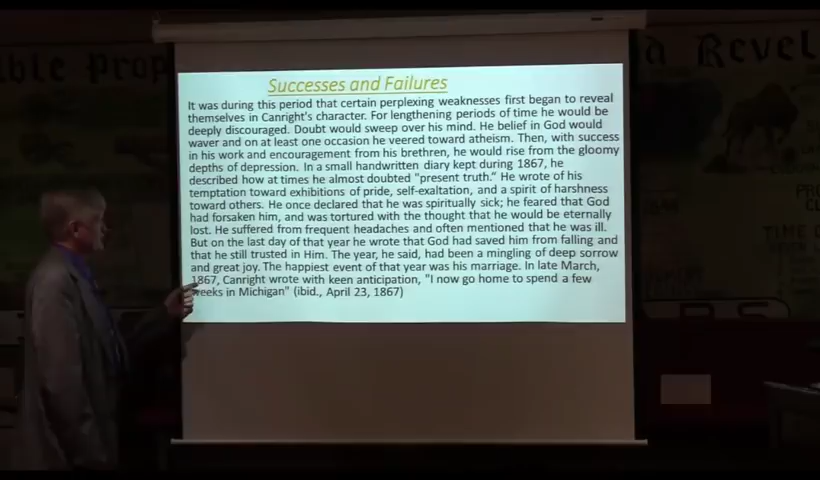 ible Prop
d Revel
Successes and Failures
It was during this period that certain perplexing weaknesses first began to reveal
themselves in Canright's character. For lengthening periods of time he would be
deeply discouraged. Doubt would sweep over his mind. He belief in God would
waver and on at least one occasion he veered toward atheism. Then, with success
in his work and encouragement from his brethren, he would rise from the gloomy
depths of depression. In a small handwritten diary kept during 1867, he
described how at times he almost doubted "present truth." He wrote of his
temptation toward exhibitions of pride, self-exaltation, and a spirit of harshness
toward others. He once declared that he was spiritually sick; he feared that God
had forsaken him, and was tortured with the thought that he would be eternally
lost. He suffered from frequent headaches and often mentioned that he was ill.
But on the last day of that year he wrote that God had saved him from falling and
that he still trusted in Him. The year, he said, had been a mingling of deep sorrow
and great joy. The happiest event of that year was his marriage. In late March,
1867, Canright wrote with keen anticipation, "I now go home to spend a few
weeks in Michigan" (ibid., April 23, 1867)
TIME